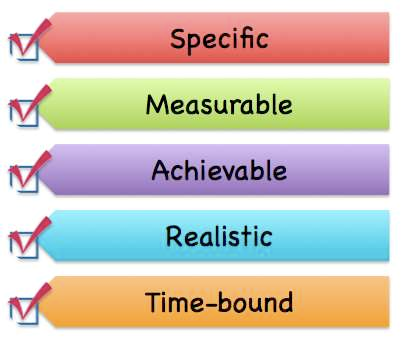 Specific
Measurable
Achievable
Realistic
Time-bound